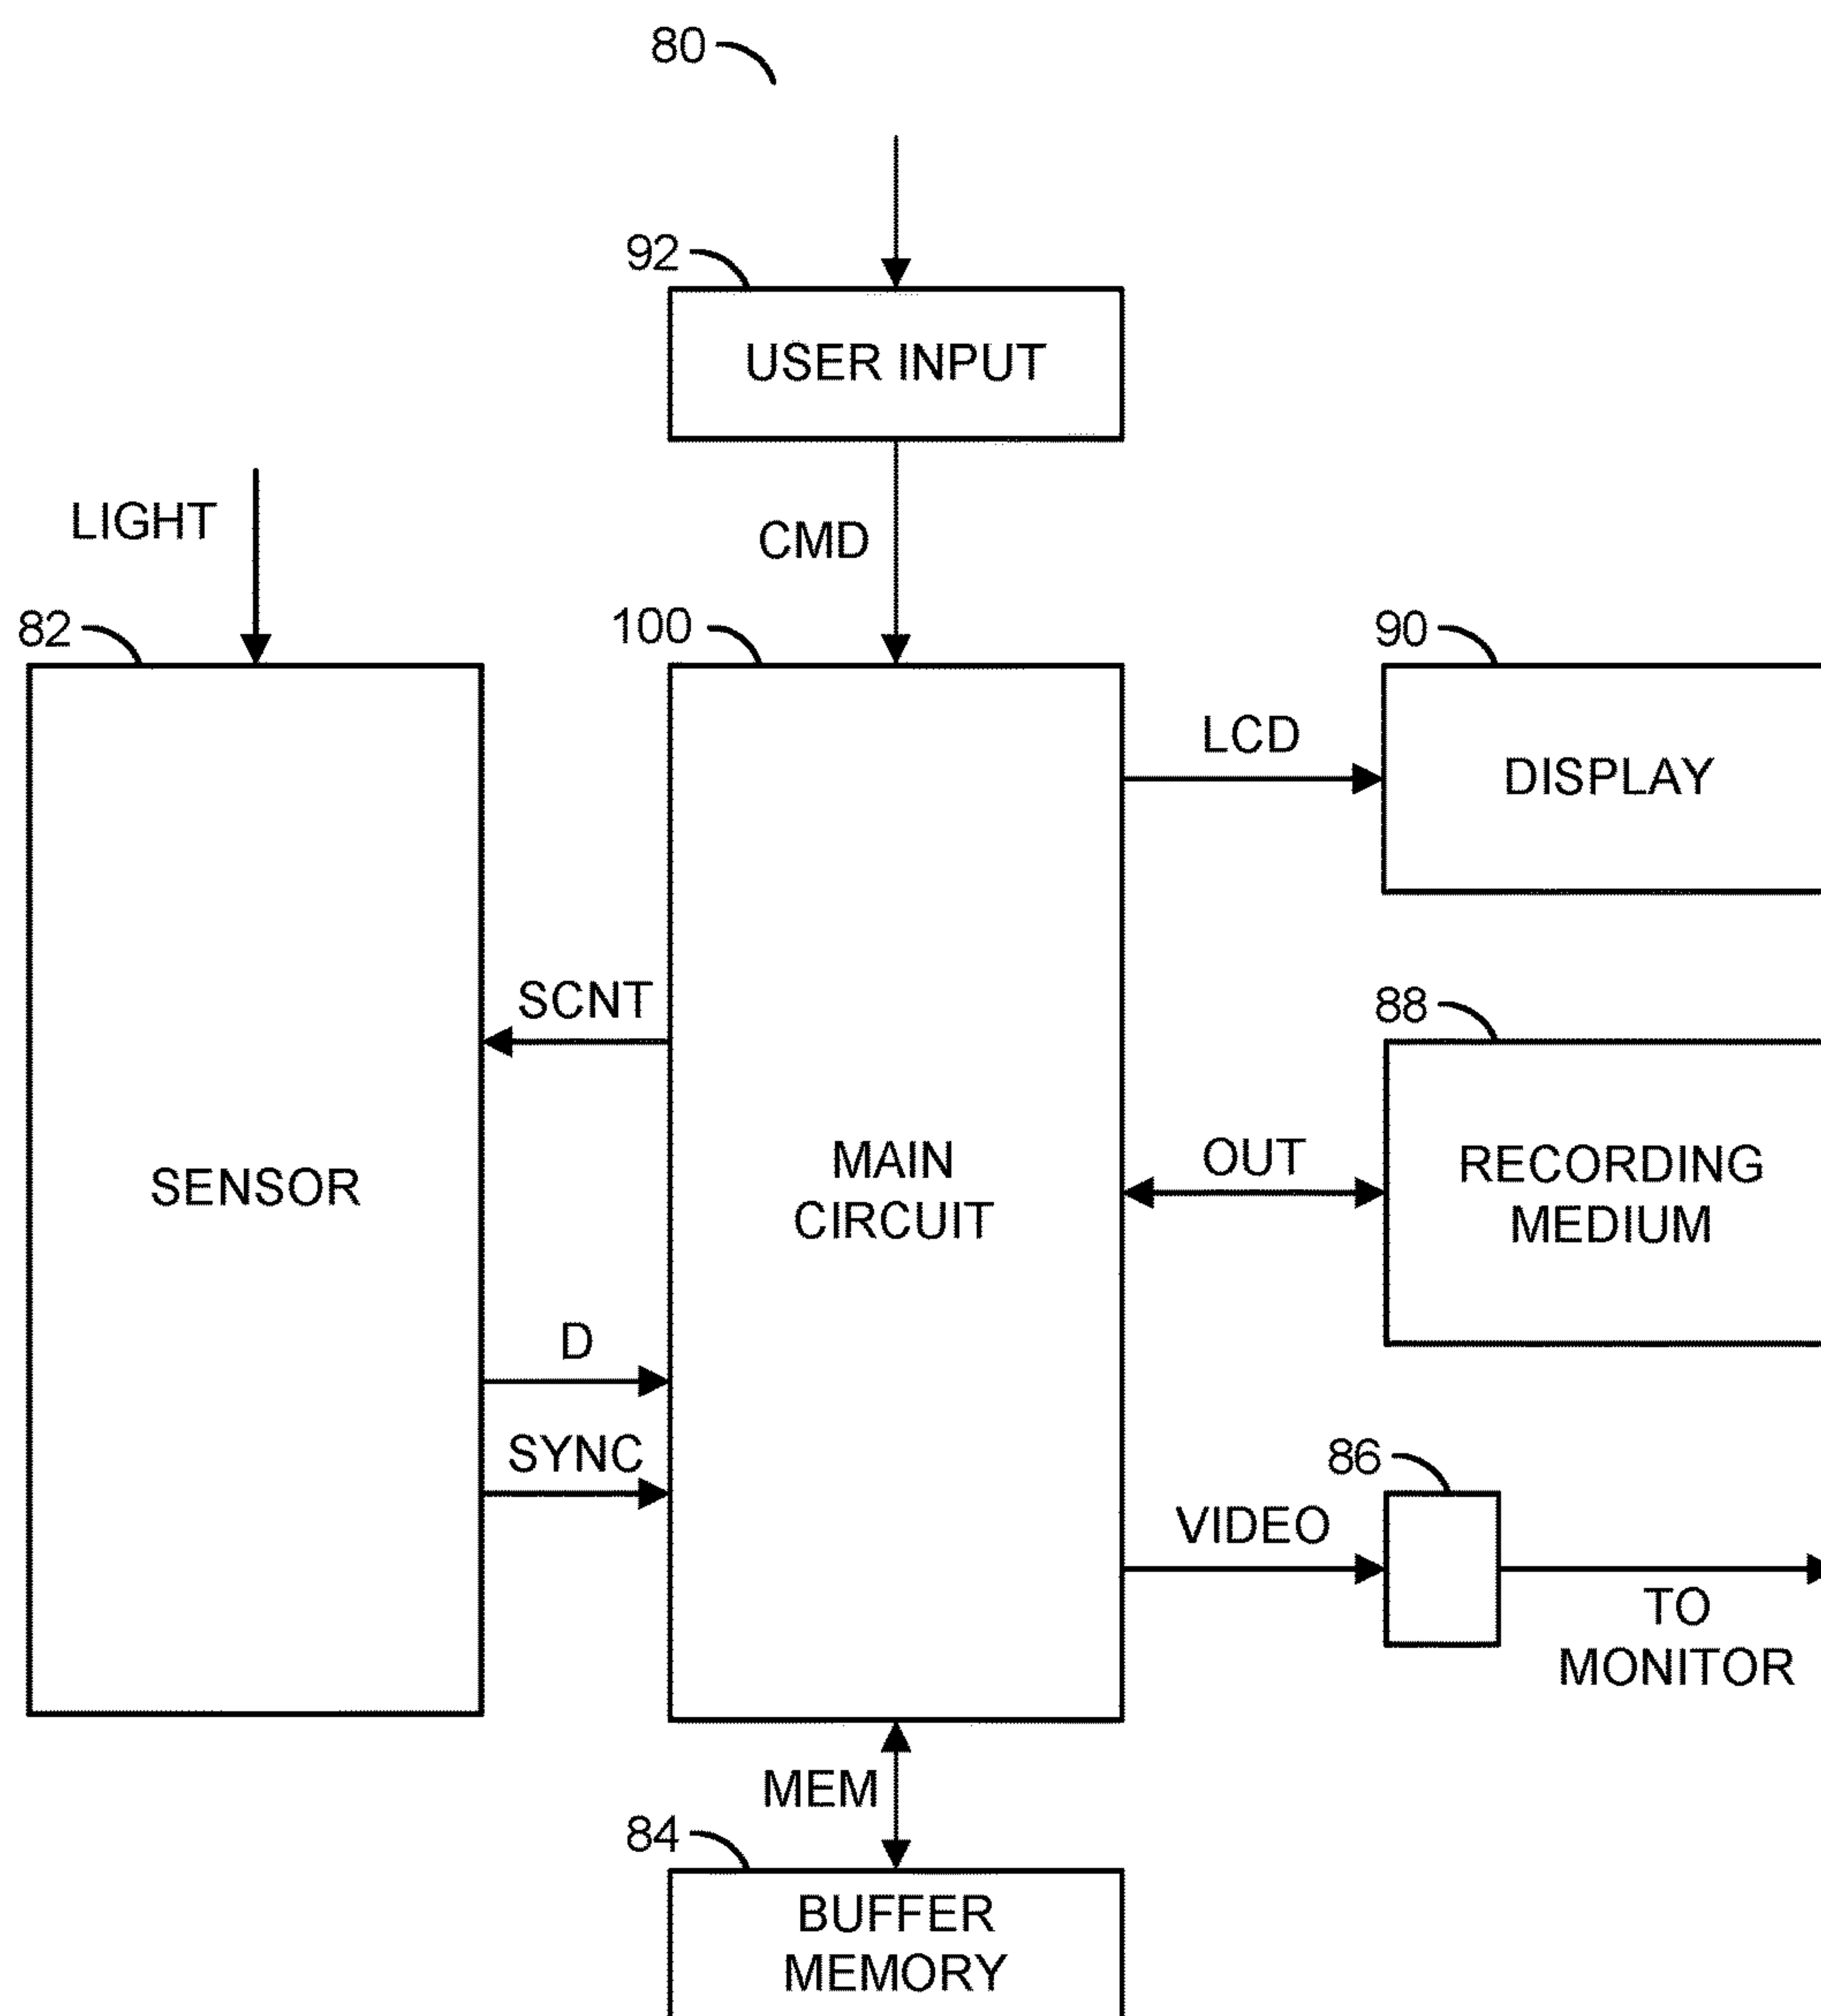 80
92
USER INPUT
LIGHT
CMD
82
100
90
LCD
DISPLAY
SCNT
88
SENSOR
MAIN
CIRCUIT
OUT
RECORDING
MEDIUM
D
SYNC
86
VIDEO
TO
MONITOR
MEM
84
BUFFER
MEMORY